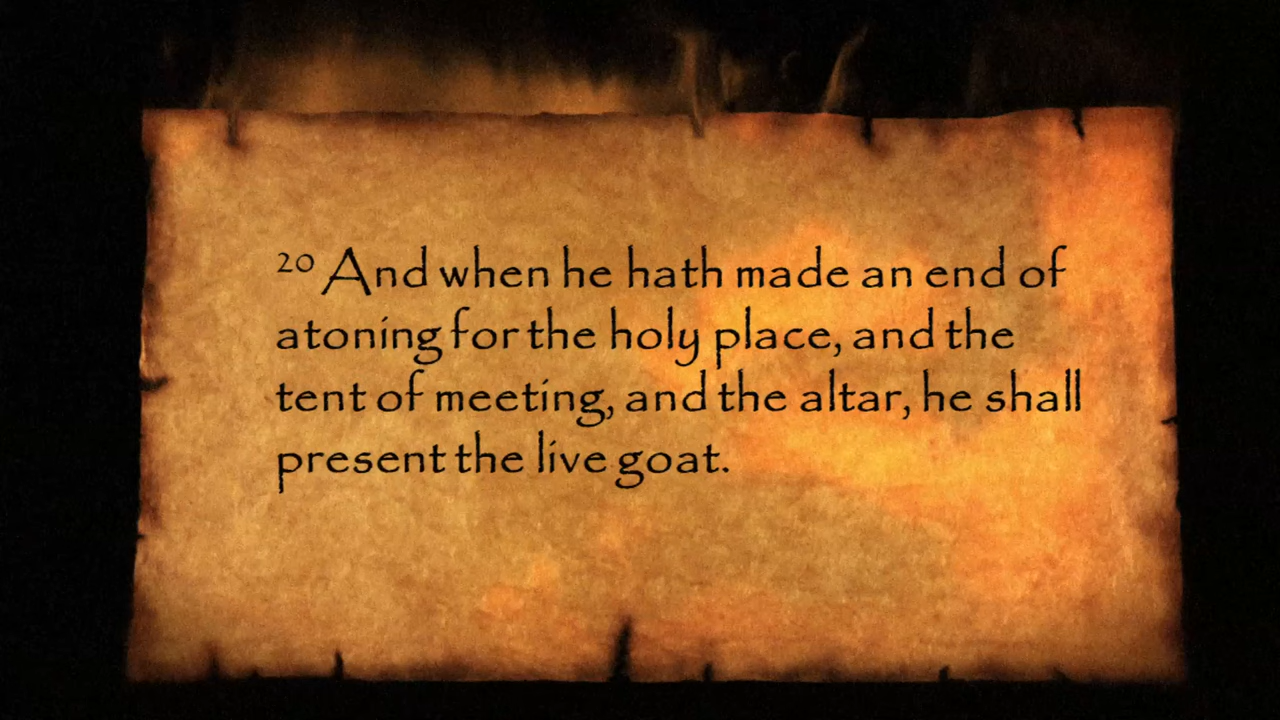 20 And when he hath made an end of
atoning for the holy place, and the
tent of meeting, and the altar, he shall
present the live goat.